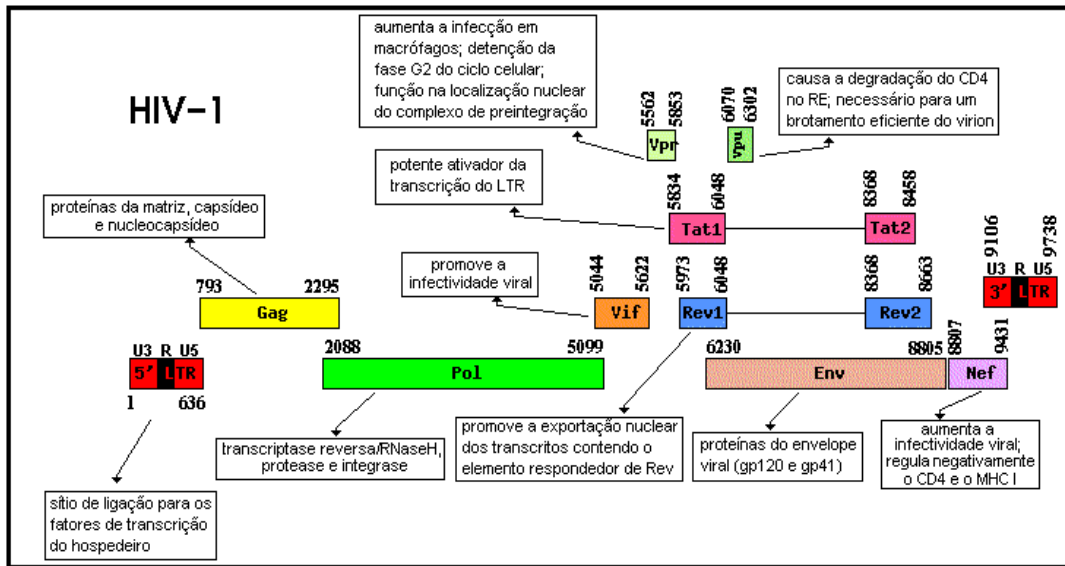 HIV-1
aumenta a infecção em
macrófagos; detenção da
fase G2 do ciclo celular;
função na localização nuclear
do complexo de preintegração
5562
5853
Vpr
6070
6302
Vpu
causa a degradação do CD4
no RE; necessário para um
brotamento eficiente do virion
potente ativador da
transcrição do LTR
5834
6048
Tat1
8368
8458
Tat2
proteínas da matriz, capsídeo
e nucleocapsídeo
793 2295
Gag
promove a
infectividade viral
5044
5622
Vif
5973
6048
Rev1
8368
8663
Rev2
9106
9738
U3 R U5
3' LTR
U3 R U5
5' LTR
1 636
2088 5099
Pol
6230 8805
Env
8807
9431
Nef
transcriptase reversa/RNaseH,
protease e integrase
promove a exportação nuclear
dos transcritos contendo o
elemento respondedor de Rev
proteínas do envelope
viral (gp120 e gp41)
aumenta a
infectividade viral;
regula negativamente
o CD4 e o MHC I
sítio de ligação para os
fatores de transcrição
do hospedeiro